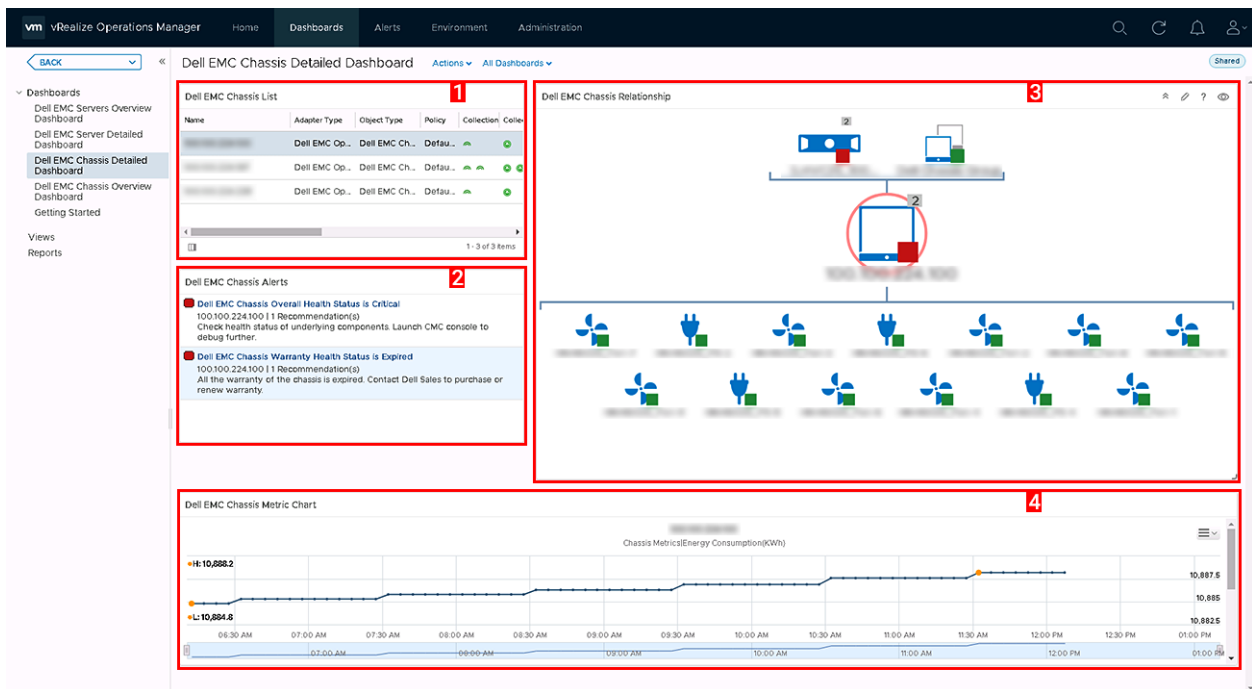 vm vRealize Operations Manager Home Dashboards Alerts Environment Administration
BACK
Dell EMC Chassis Detailed Dashboard Actions All Dashboards Shared
Dashboards
Dell EMC Servers Overview
Dashboard
Dell EMC Server Detailed
Dashboard
Dell EMC Chassis Detailed
Dashboard
Dell EMC Chassis Overview
Dashboard
Getting Started
Views
Reports
Dell EMC Chassis List 1
Name Adapter Type Object Type Policy Collection Colle
Dell EMC Op... Dell EMC Ch... Defau...
Dell EMC Op... Dell EMC Ch... Defau...
Dell EMC Op... Dell EMC Ch... Defau...
1 - 3 of 3 items
Dell EMC Chassis Alerts 2
Dell EMC Chassis Overall Health Status is Critical
100.100.224.100 | 1 Recommendation(s)
Check health status of underlying components. Launch CMC console to
debug further.
Dell EMC Chassis Warranty Health Status is Expired
100.100.224.100 | 1 Recommendation(s)
All the warranty of the chassis is expired. Contact Dell Sales to purchase or
renew warranty.
Dell EMC Chassis Relationship 3
2
2
Dell EMC Chassis Metric Chart 4
Chassis Metrics|Energy Consumption(KWh)
H: 10,888.2
10,887.5
10,885
L: 10,884.8
10,882.5
06:30 AM 07:00 AM 07:30 AM 08:00 AM 08:30 AM 09:00 AM 09:30 AM 10:00 AM 10:30 AM 11:00 AM 11:30 AM 12:00 PM 12:30 PM 01:00 PM
07:00 AM 08:00 AM 09:00 AM 10:00 AM 11:00 AM 12:00 PM 01:00 PM